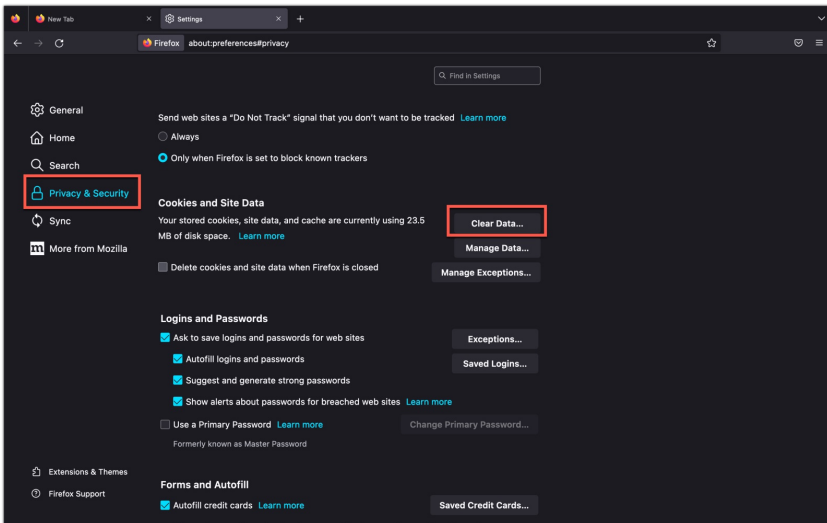 New Tab
Settings
Firefox about:preferences#privacy
Find in Settings
General
Home
Search
Privacy & Security
Sync
m More from Mozilla
Extensions & Themes
Firefox Support
Send web sites a “Do Not Track” signal that you don’t want to be tracked Learn more
Always
Only when Firefox is set to block known trackers
Cookies and Site Data
Your stored cookies, site data, and cache are currently using 23.5
MB of disk space. Learn more
Clear Data...
Manage Data...
Delete cookies and site data when Firefox is closed
Manage Exceptions...
Logins and Passwords
Ask to save logins and passwords for web sites
Exceptions...
Autofill logins and passwords
Saved Logins...
Suggest and generate strong passwords
Show alerts about passwords for breached web sites Learn more
Use a Primary Password Learn more
Change Primary Password...
Formerly known as Master Password
Forms and Autofill
Autofill credit cards Learn more
Saved Credit Cards...